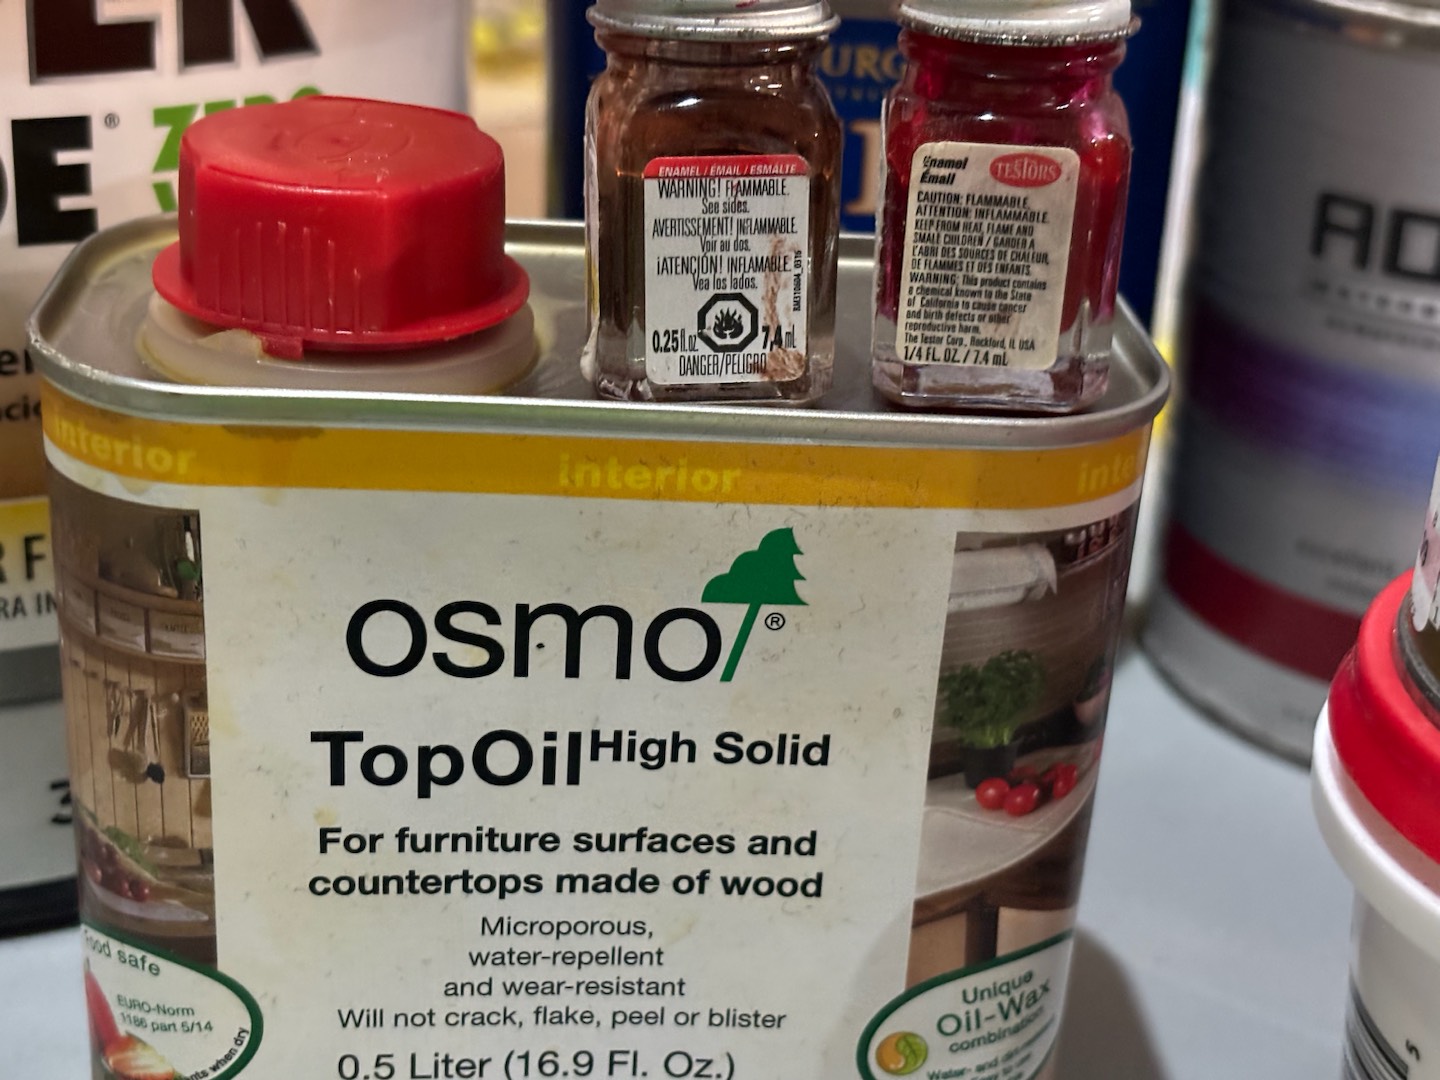 ZERO
®
interior
interior
osmo®
TopOil High Solid
For furniture surfaces and
countertops made of wood
Microporous,
water-repellent
and wear-resistant
Will not crack, flake, peel or blister
0.5 Liter (16.9 Fl. Oz.)
food safe
EURO-Norm
1186 part 5/14
when dry
Unique
Oil-Wax
combination
Water- and
ENAMEL / ÉMAIL / ESMALTE
WARNING! FLAMMABLE.
See sides.
AVERTISSEMENT! INFLAMMABLE.
Voir au dos.
¡ATENCIÓN! INFLAMABLE.
Vea los lados.
0.25 fl. oz. 7,4 mL
DANGER/PELIGRO
Enamel
Émail
TESTORS
CAUTION: FLAMMABLE.
ATTENTION: INFLAMMABLE.
KEEP FROM HEAT, FLAME AND
SMALL CHILDREN / GARDER A
L'ABRI DES SOURCES DE CHALEUR,
DE FLAMMES ET DES ENFANTS.
WARNING: This product contains
a chemical known to the State
of California to cause cancer
and birth defects or other
reproductive harm.
The Testor Corp., Rockford, IL USA
1/4 FL. OZ. / 7.4 mL